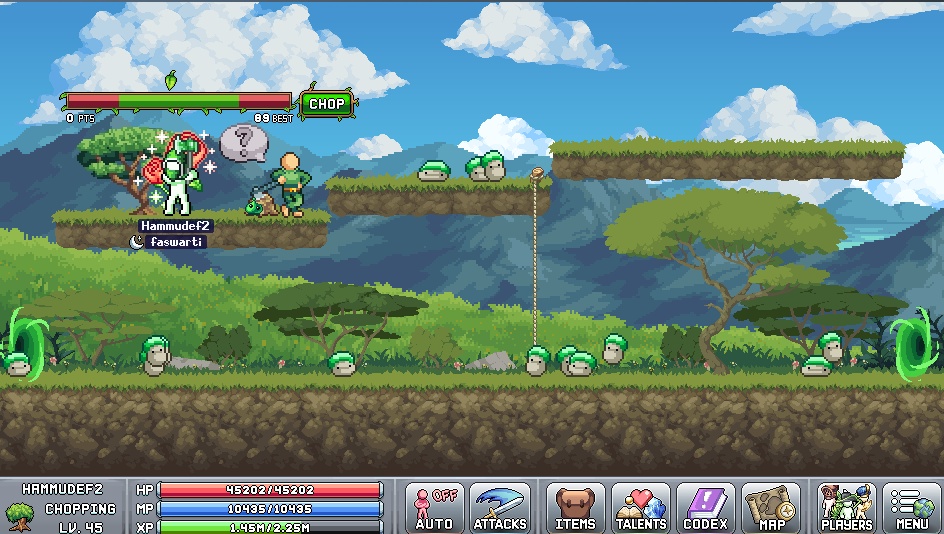 CHOP
0 PTS
89 BEST
?
Hammudef2
faswarti
HAMMUDEF2
CHOPPING
LV. 45
HP 45202/45202
MP 10435/10435
XP 1.45M/2.25M
OFF
AUTO
ATTACKS
ITEMS
TALENTS
CODEX
MAP
PLAYERS
MENU